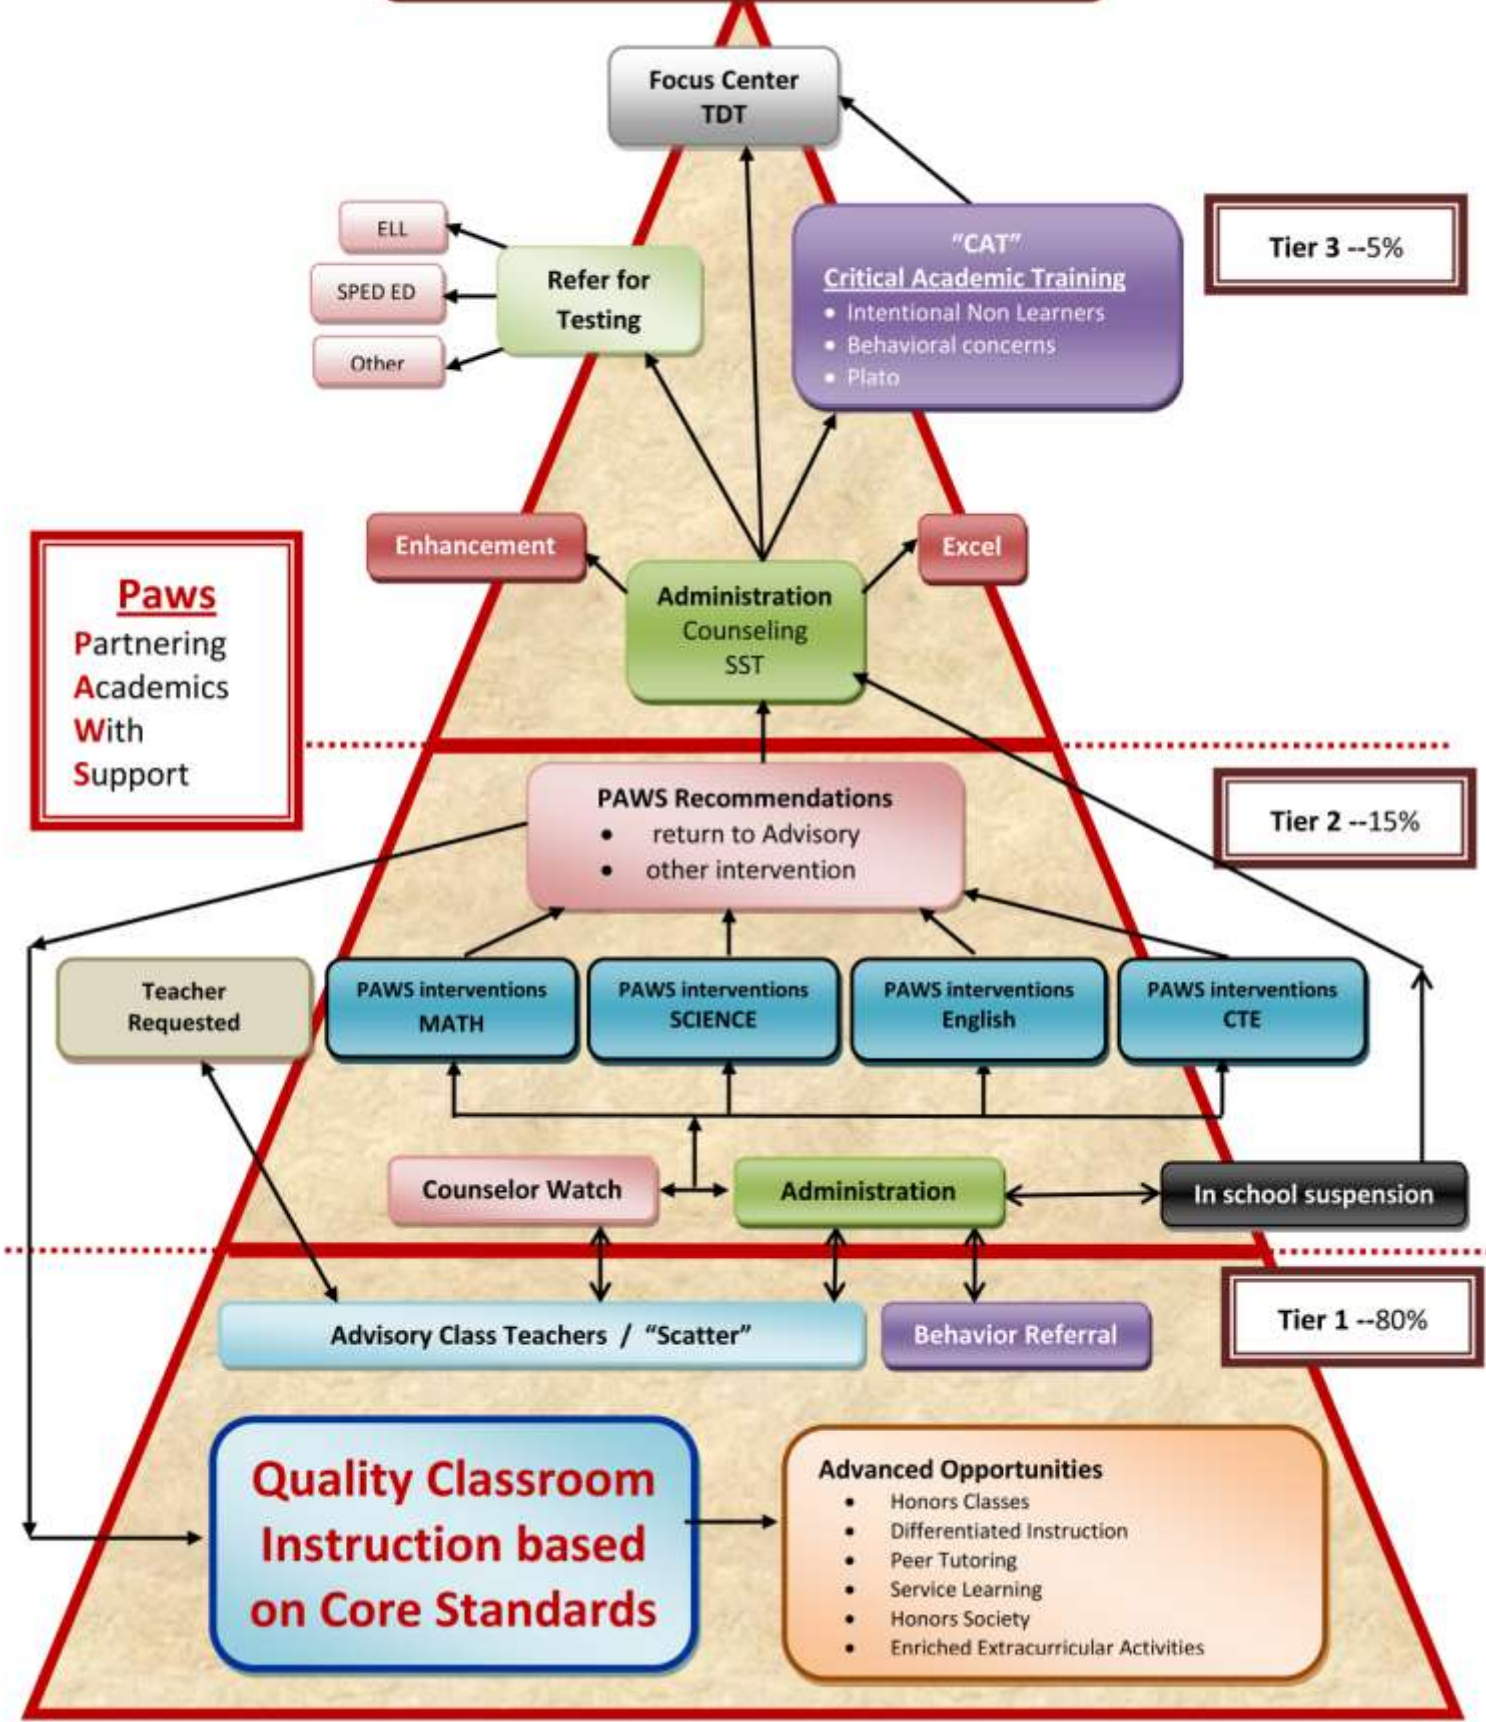 Focus Center
TDT
ELL
SPED ED
Other
Refer for
Testing
“CAT”
Critical Academic Training
• Intentional Non Learners
• Behavioral concerns
• Plato
Tier 3 --5%
Enhancement
Excel
Administration
Counseling
SST
Paws
Partnering
Academics
With
Support
PAWS Recommendations
• return to Advisory
• other intervention
Tier 2 --15%
Teacher
Requested
PAWS interventions
MATH
PAWS interventions
SCIENCE
PAWS interventions
English
PAWS interventions
CTE
Counselor Watch
Administration
In school suspension
Advisory Class Teachers / “Scatter”
Behavior Referral
Tier 1 --80%
Quality Classroom
Instruction based
on Core Standards
Advanced Opportunities
• Honors Classes
• Differentiated Instruction
• Peer Tutoring
• Service Learning
• Honors Society
• Enriched Extracurricular Activities